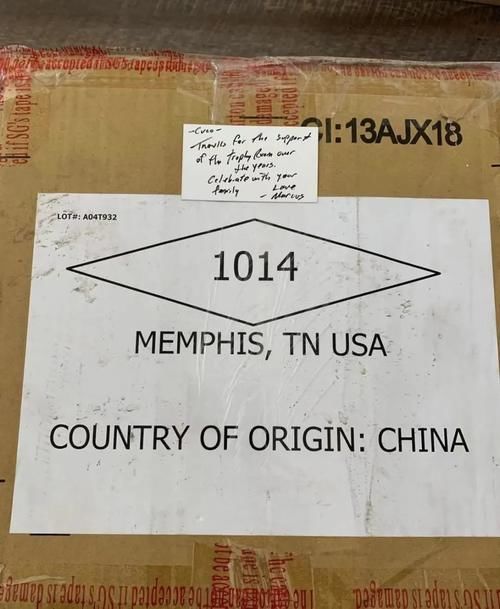 CI:13AJX18
-Cuco-
Thanks for the support
of the Trophy Room over
the years.
Celebrate with your
family Love
- Marcus
LOT#: A04T932
1014
MEMPHIS, TN USA
COUNTRY OF ORIGIN: CHINA